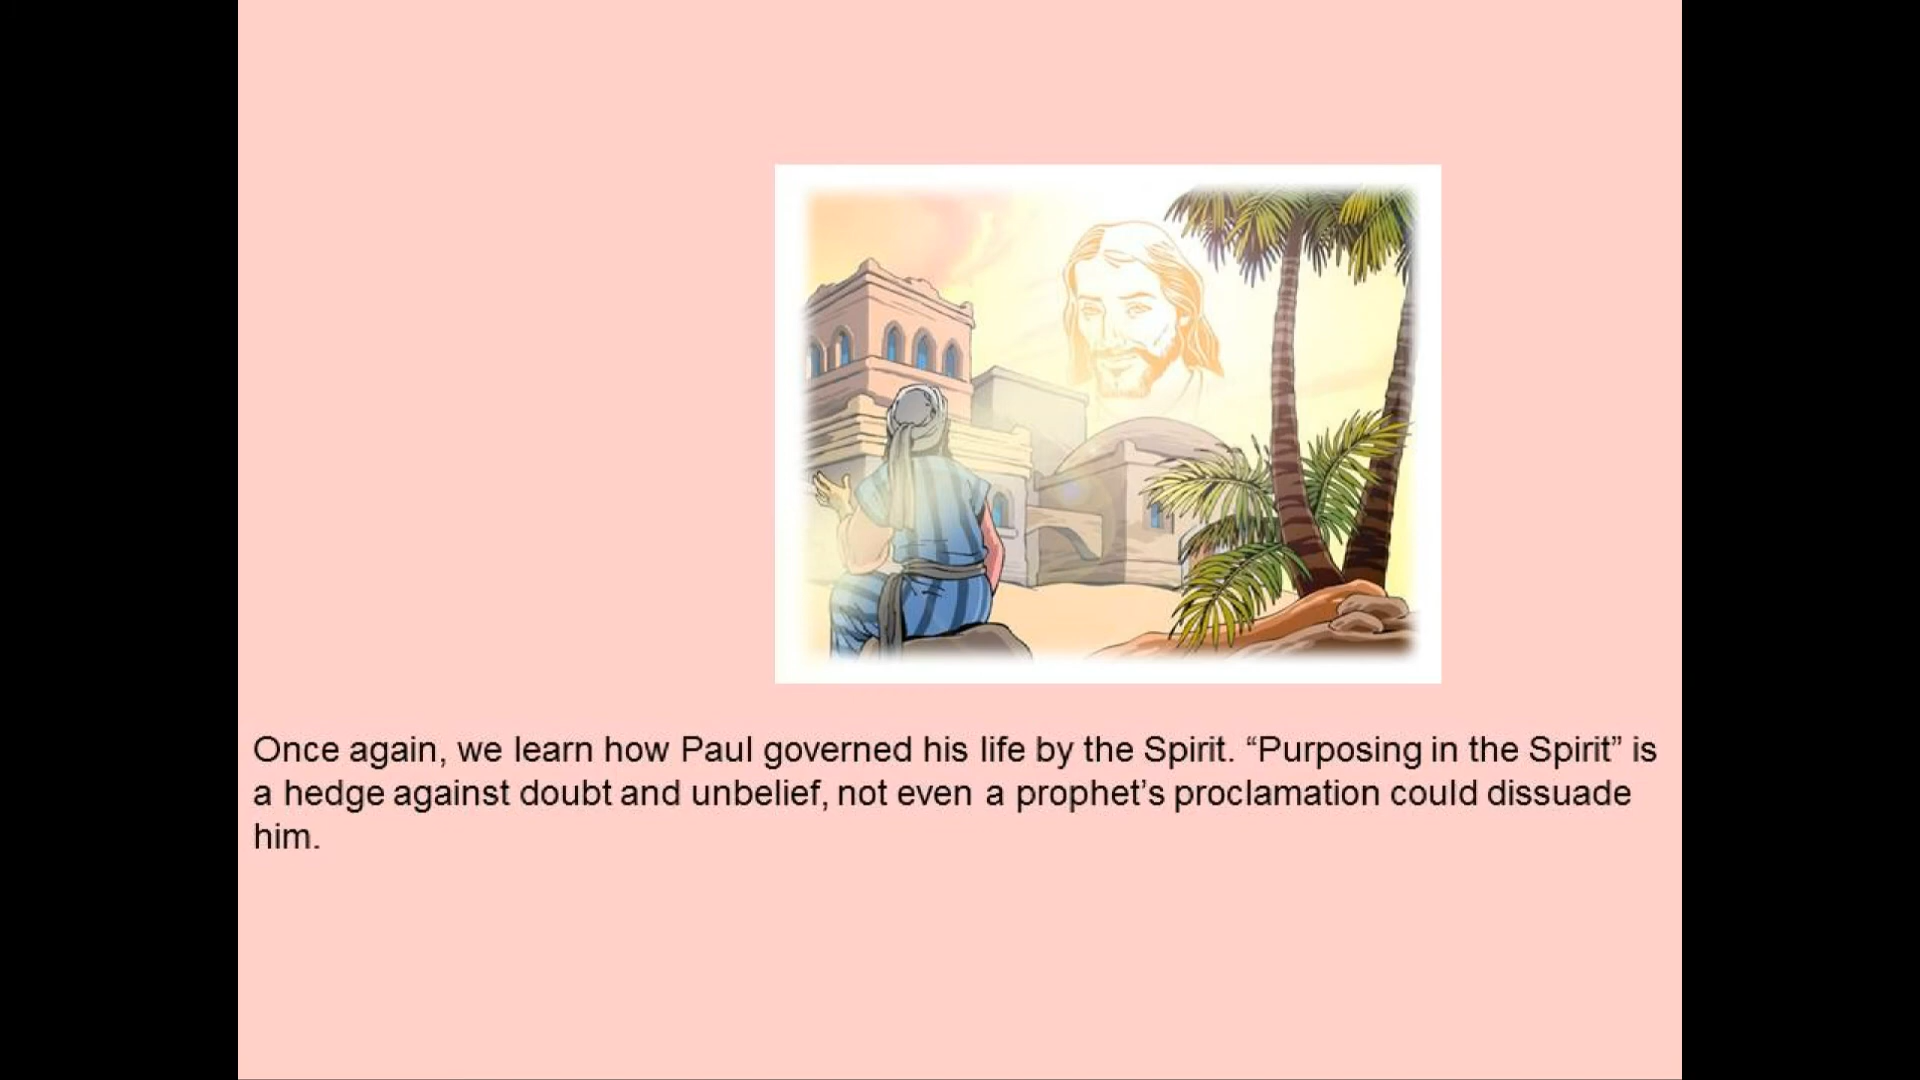 Once again, we learn how Paul governed his life by the Spirit. “Purposing in the Spirit” is
a hedge against doubt and unbelief, not even a prophet’s proclamation could dissuade
him.